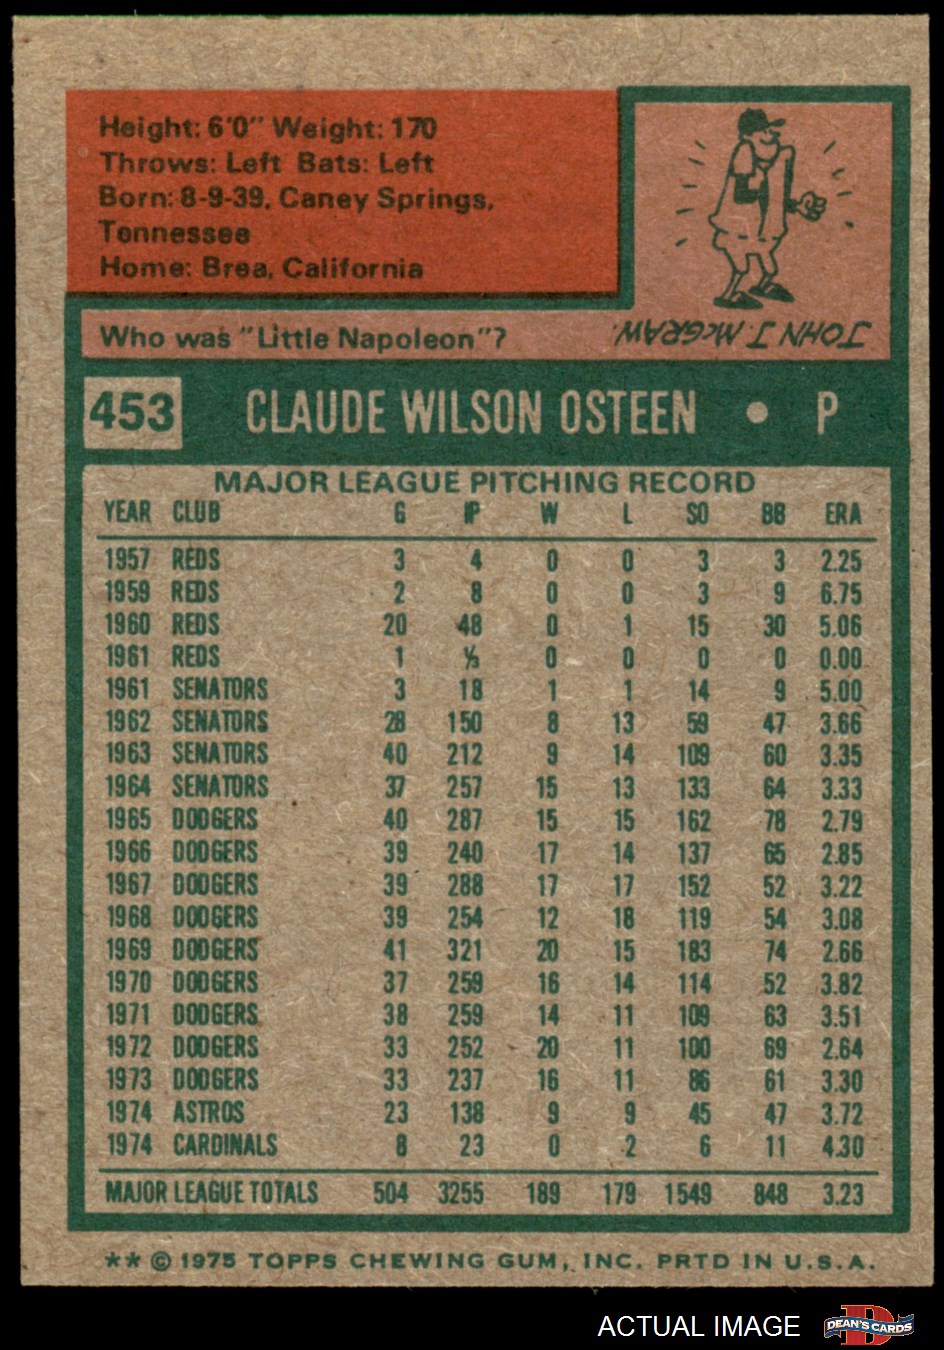 Height: 6'0" Weight: 170
Throws: Left Bats: Left
Born: 8-9-39, Caney Springs,
Tennessee
Home: Brea, California
Who was "Little Napoleon"?
JOHN J. McGRAW.
453 CLAUDE WILSON OSTEEN • P
MAJOR LEAGUE PITCHING RECORD
YEAR CLUB G IP W L SO BB ERA
1957 REDS 3 4 0 0 3 3 2.25
1959 REDS 2 8 0 0 3 9 6.75
1960 REDS 20 48 0 1 15 30 5.06
1961 REDS 1 ⅓ 0 0 0 0 0.00
1961 SENATORS 3 18 1 1 14 9 5.00
1962 SENATORS 28 150 8 13 59 47 3.66
1963 SENATORS 40 212 9 14 109 60 3.35
1964 SENATORS 37 257 15 13 133 64 3.33
1965 DODGERS 40 287 15 15 162 78 2.79
1966 DODGERS 39 240 17 14 137 65 2.85
1967 DODGERS 39 288 17 17 152 52 3.22
1968 DODGERS 39 254 12 18 119 54 3.08
1969 DODGERS 41 321 20 15 183 74 2.66
1970 DODGERS 37 259 16 14 114 52 3.82
1971 DODGERS 38 259 14 11 109 63 3.51
1972 DODGERS 33 252 20 11 100 69 2.64
1973 DODGERS 33 237 16 11 86 61 3.30
1974 ASTROS 23 138 9 9 45 47 3.72
1974 CARDINALS 8 23 0 2 6 11 4.30
MAJOR LEAGUE TOTALS 504 3255 189 179 1549 848 3.23
** © 1975 TOPPS CHEWING GUM, INC. PRTD IN U.S.A.
ACTUAL IMAGE
D
DEAN'S CARDS